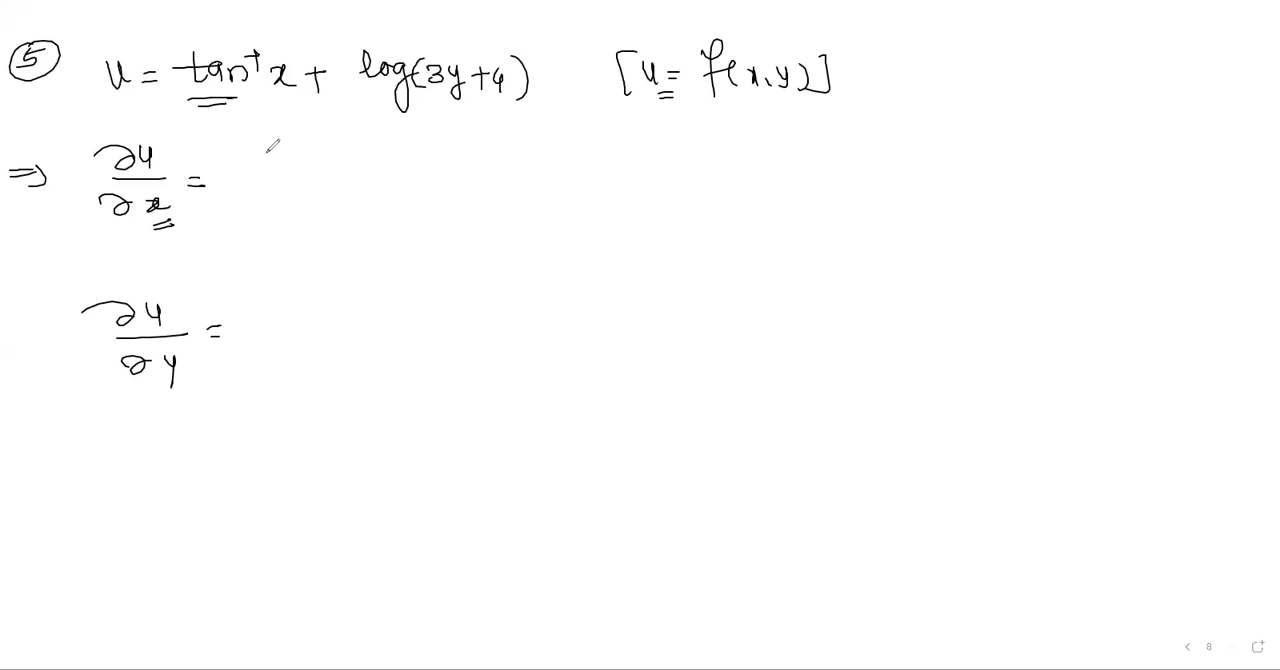 ⑤ u = tan⁻¹x + log(3y+4) [u = f(x,y)]
⇒ ∂u/∂x =
∂u/∂y =
8